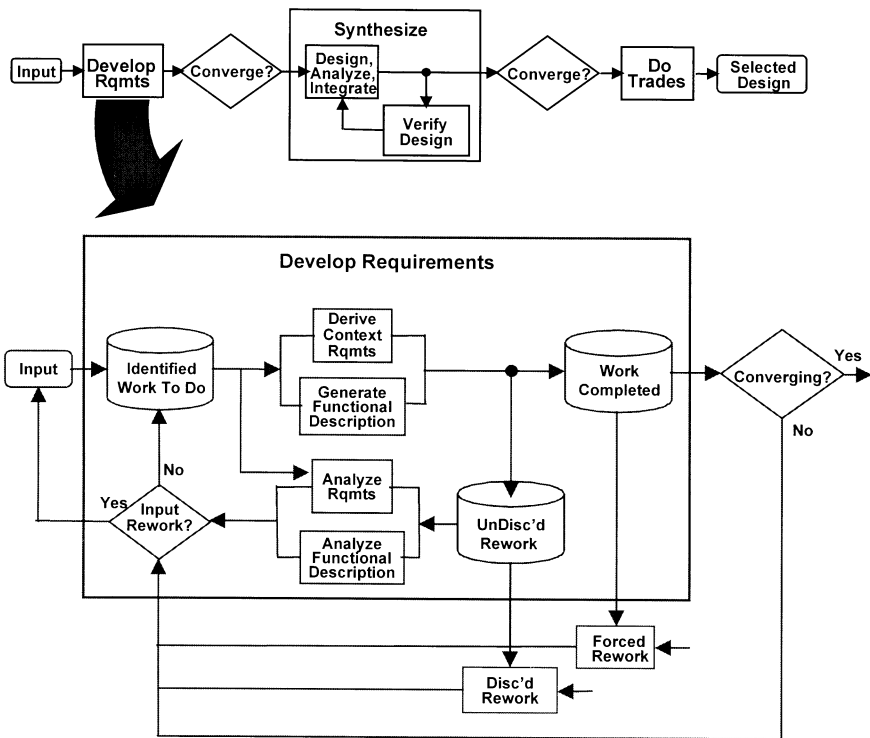 Synthesize
Input
Develop
Rqmts
Converge?
Design,
Analyze,
Integrate
Verify
Design
Converge?
Do
Trades
Selected
Design
Develop Requirements
Input
Identified
Work To Do
Derive
Context
Rqmts
Generate
Functional
Description
Work
Completed
Converging?
Yes
No
No
Yes
Input
Rework?
Analyze
Rqmts
Analyze
Functional
Description
UnDisc'd
Rework
Forced
Rework
Disc'd
Rework